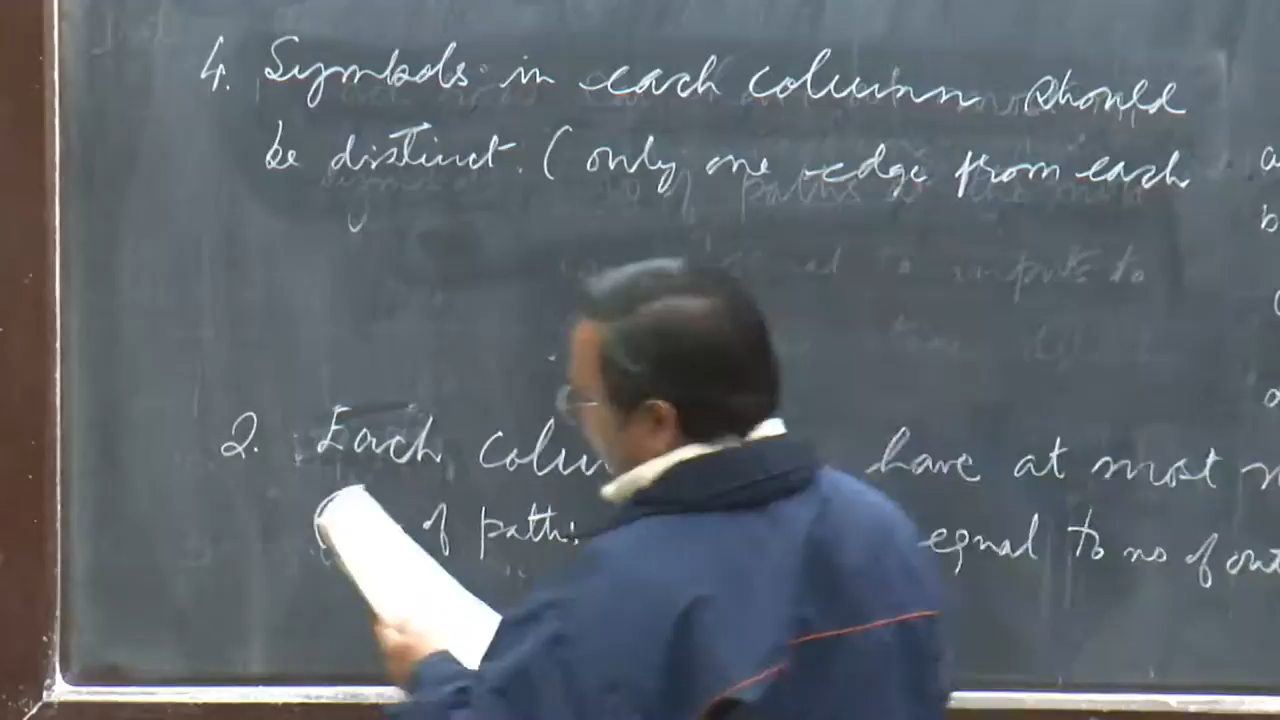 4. Symbols in each column should
be distinct. (only one edge from each
2. Each colu have at most
of paths equal to no of